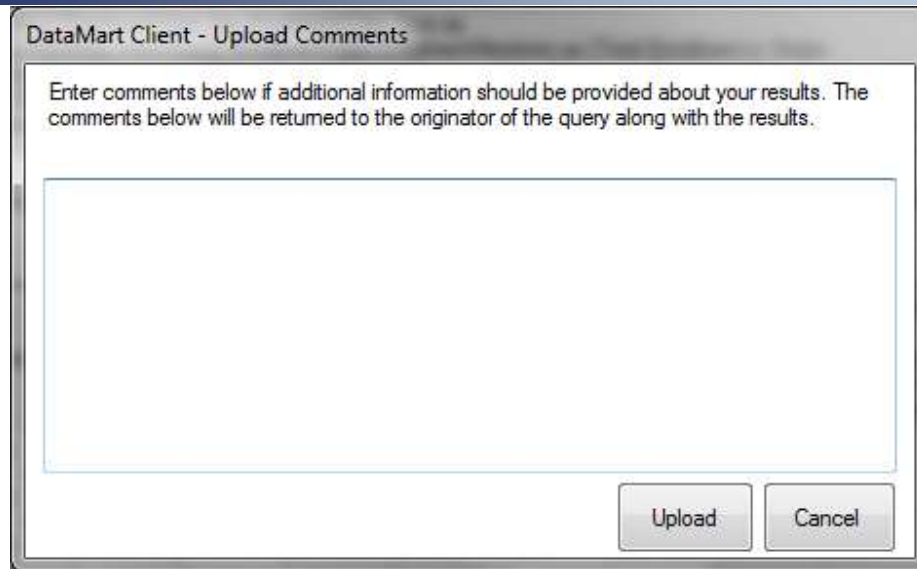 DataMart Client - Upload Comments
Enter comments below if additional information should be provided about your results. The
comments below will be returned to the originator of the query along with the results.
Upload
Cancel